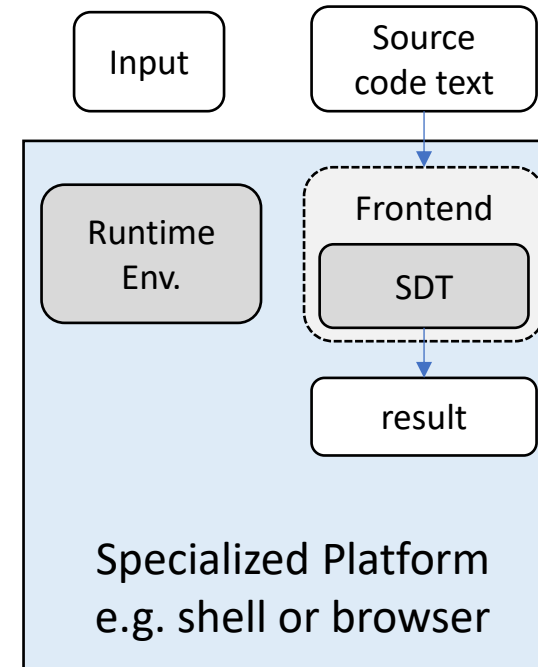 Input
Source
code text
Runtime
Env.
Frontend
SDT
result
Specialized Platform
e.g. shell or browser